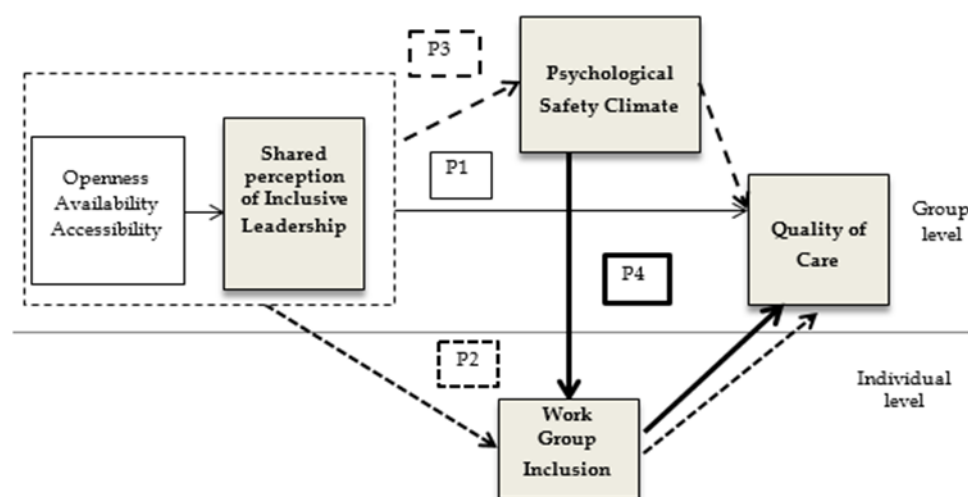 P3
Psychological
Safety Climate
Openness
Availability
Accessibility
Shared
perception
of Inclusive
Leadership
P1
Quality of
Care
Group
level
P4
P2
Individual
level
Work
Group
Inclusion